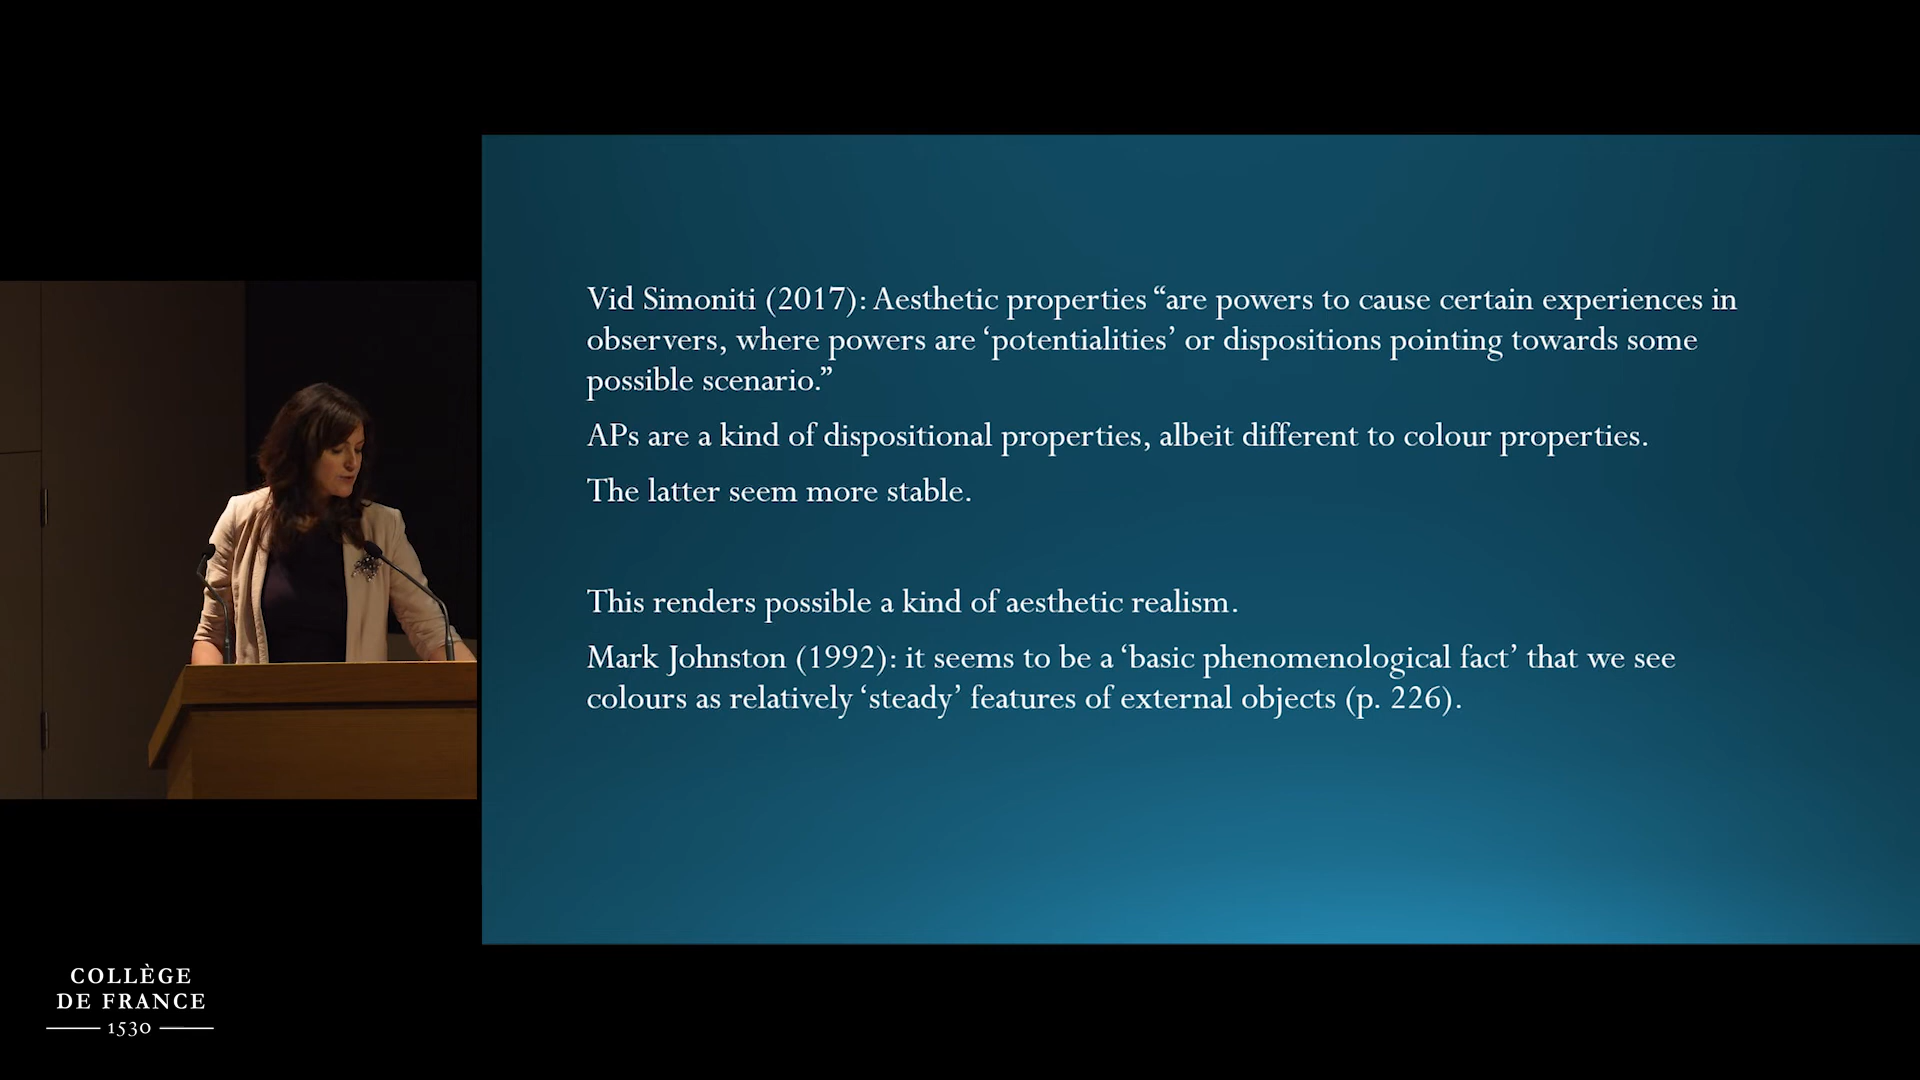 Vid Simoniti (2017): Aesthetic properties “are powers to cause certain experiences in
observers, where powers are ‘potentialities’ or dispositions pointing towards some
possible scenario.”
APs are a kind of dispositional properties, albeit different to colour properties.
The latter seem more stable.
This renders possible a kind of aesthetic realism.
Mark Johnston (1992): it seems to be a ‘basic phenomenological fact’ that we see
colours as relatively ‘steady’ features of external objects (p. 226).
COLLÈGE
DE FRANCE
1530